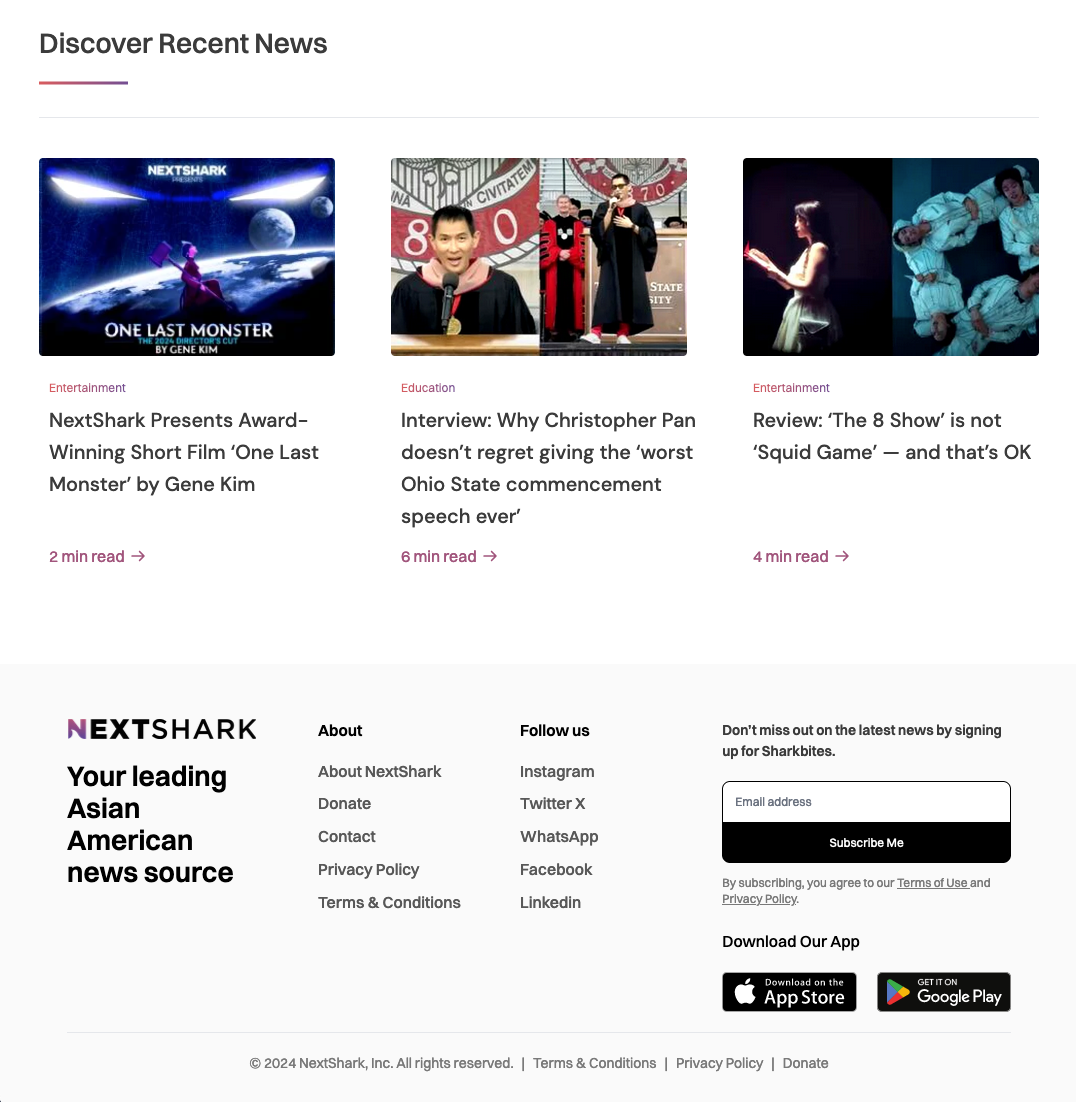 Discover Recent News
NEXTSHARK
PRESENTS
ONE LAST MONSTER
THE 2024 DIRECTOR'S CUT
BY GENE KIM
CIVITATEM
80
870
STATE
SITY
Entertainment
NextShark Presents Award-
Winning Short Film ‘One Last
Monster’ by Gene Kim
2 min read →
Education
Interview: Why Christopher Pan
doesn’t regret giving the ‘worst
Ohio State commencement
speech ever’
6 min read →
Entertainment
Review: ‘The 8 Show’ is not
‘Squid Game’ — and that’s OK
4 min read →
NEXTSHARK
Your leading
Asian
American
news source
About
About NextShark
Donate
Contact
Privacy Policy
Terms & Conditions
Follow us
Instagram
Twitter X
WhatsApp
Facebook
Linkedin
Don’t miss out on the latest news by signing
up for Sharkbites.
Email address
Subscribe Me
By subscribing, you agree to our Terms of Use and
Privacy Policy.
Download Our App
Download on the
App Store
GET IT ON
Google Play
© 2024 NextShark, Inc. All rights reserved. | Terms & Conditions | Privacy Policy | Donate